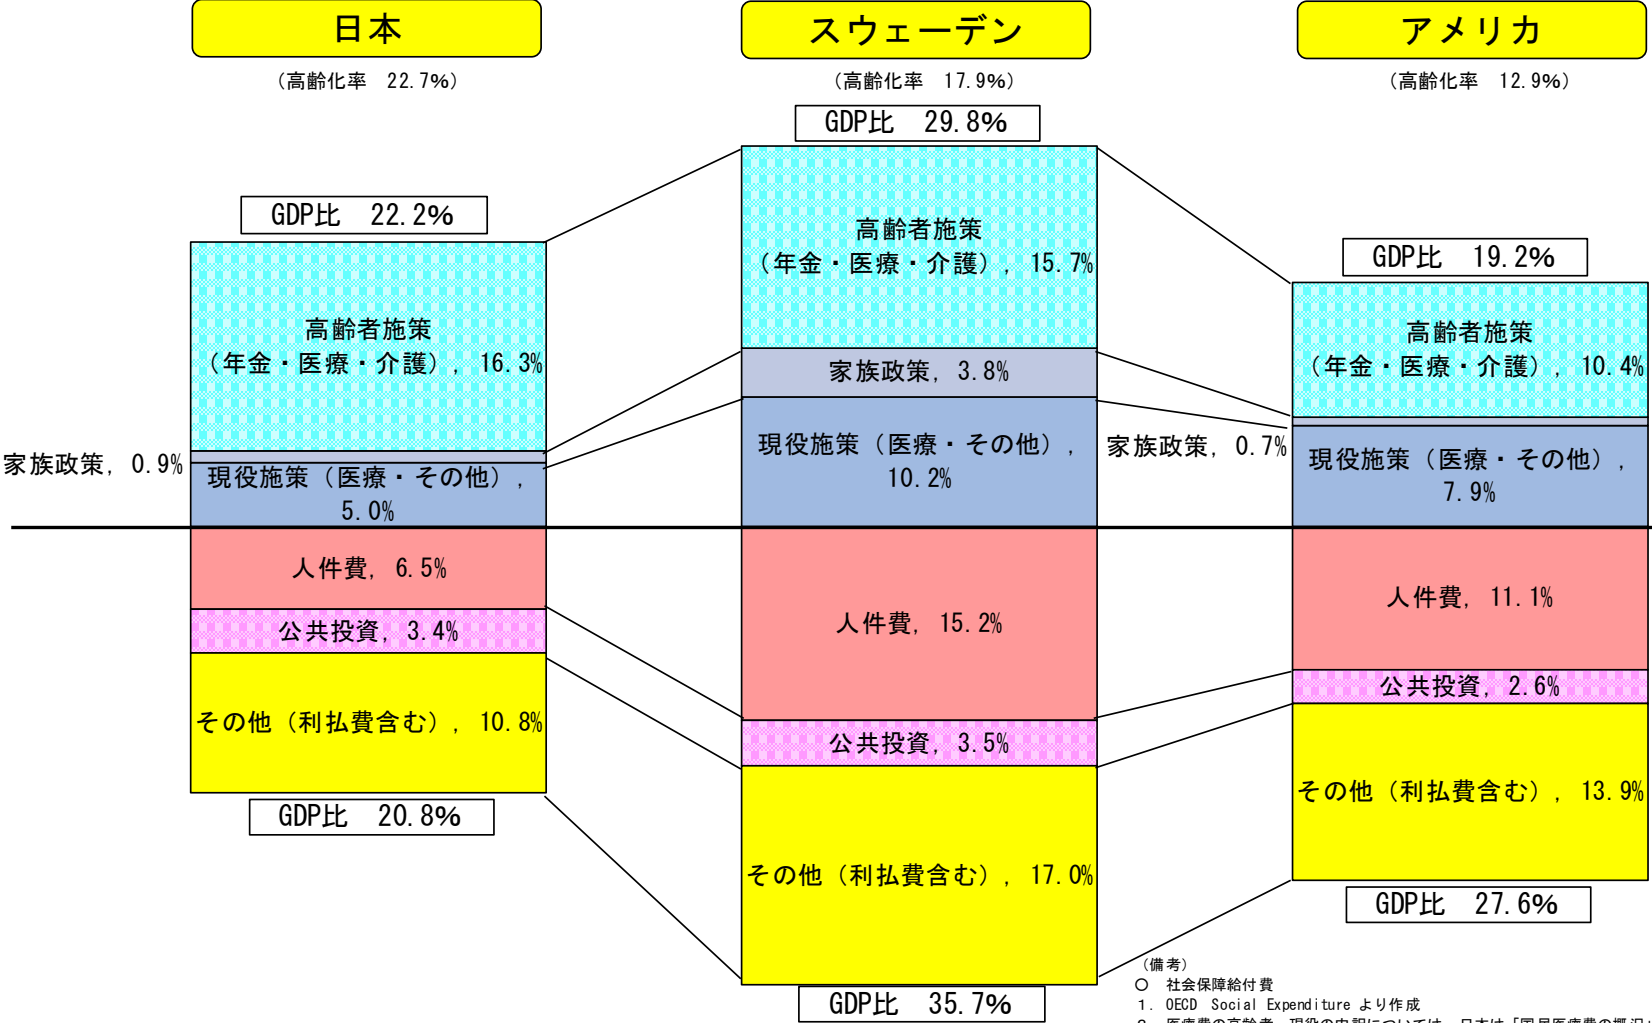 日本
スウェーデン
アメリカ
（高齢化率　22.7%）
（高齢化率　17.9%）
（高齢化率　12.9%）
GDP比　22.2%
高齢者施策
（年金・医療・介護）, 16.3%
家族政策, 0.9%
現役施策（医療・その他）,
5.0%
人件費, 6.5%
公共投資, 3.4%
その他（利払費含む）, 10.8%
GDP比　20.8%
GDP比　29.8%
高齢者施策
（年金・医療・介護）, 15.7%
家族政策, 3.8%
現役施策（医療・その他）,
10.2%
人件費, 15.2%
公共投資, 3.5%
その他（利払費含む）, 17.0%
GDP比　35.7%
GDP比　19.2%
高齢者施策
（年金・医療・介護）, 10.4%
家族政策, 0.7%
現役施策（医療・その他）,
7.9%
人件費, 11.1%
公共投資, 2.6%
その他（利払費含む）, 13.9%
GDP比　27.6%
（備考）
○　社会保障給付費
1. OECD Social Expenditure より作成